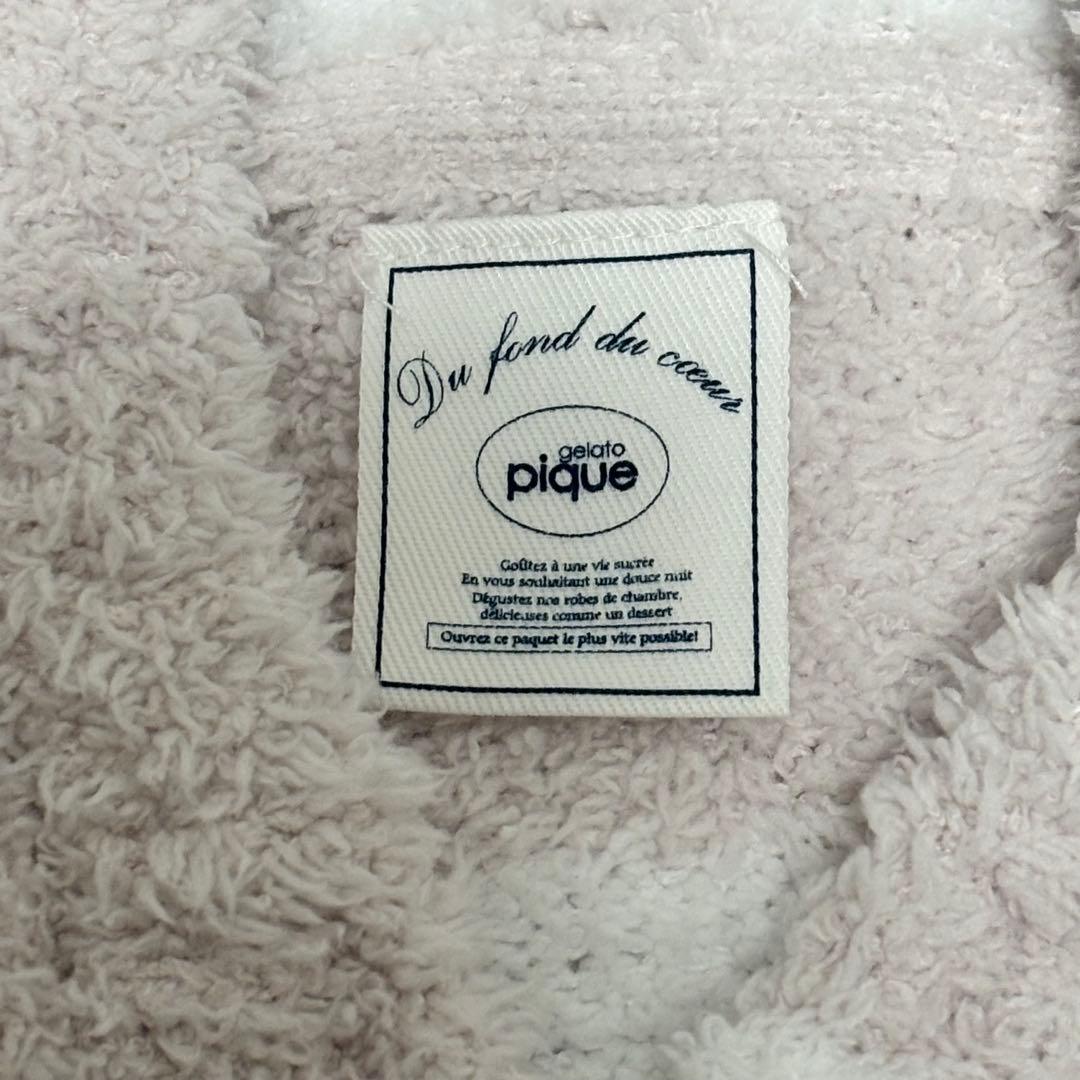 Du fond du cœur
gelato
pique
Goûtez à une vie sucrée
En vous souhaitant une douce nuit
Dégustez nos robes de chambre,
délicieuses comme un dessert
Ouvrez ce paquet le plus vite possible!